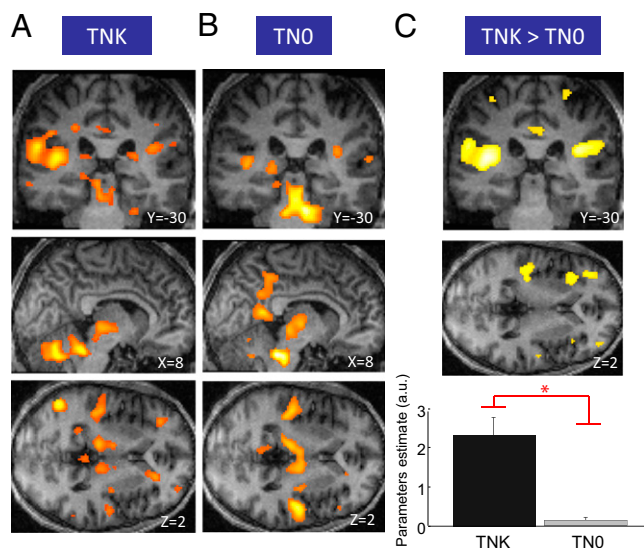 A
TNK
B
TN0
C
TNK > TN0
Y=-30
Y=-30
Y=-30
X=8
X=8
Z=2
Z=2
Z=2
Parameters estimate (a.u.)
3
2
1
0
*
TNK
TN0